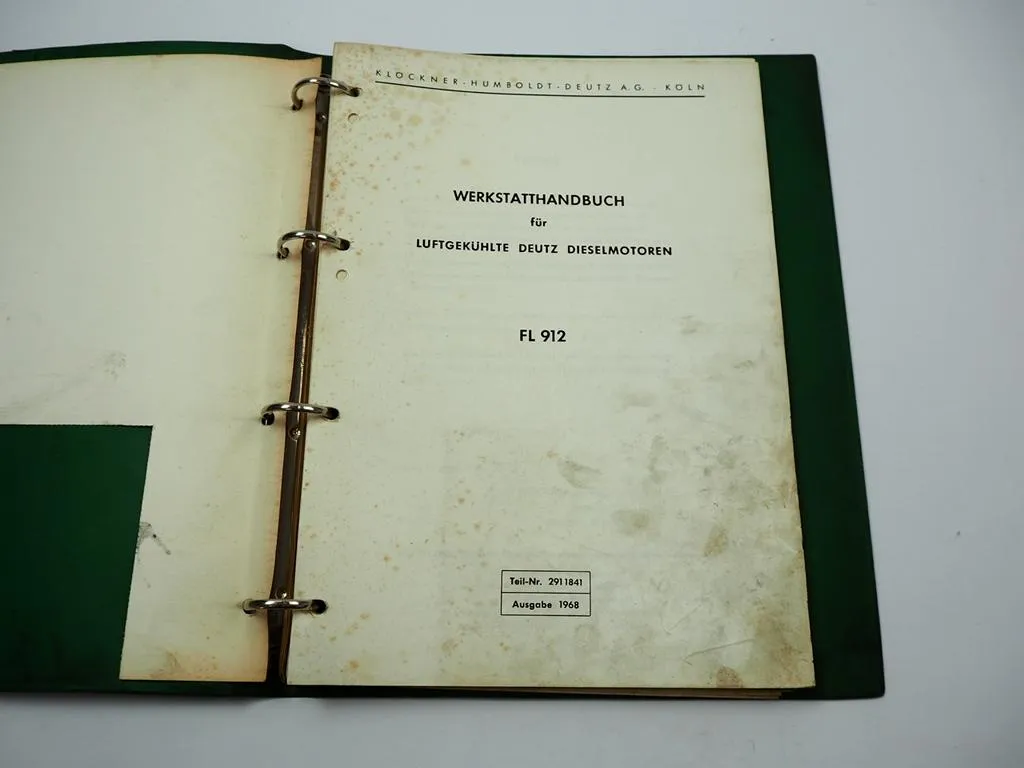 KLÖCKNER-HUMBOLDT-DEUTZ A.G. - KÖLN
WERKSTATTHANDBUCH
für
LUFTGEKÜHLTE DEUTZ DIESELMOTOREN
FL 912
Teil-Nr. 2911841
Ausgabe 1968